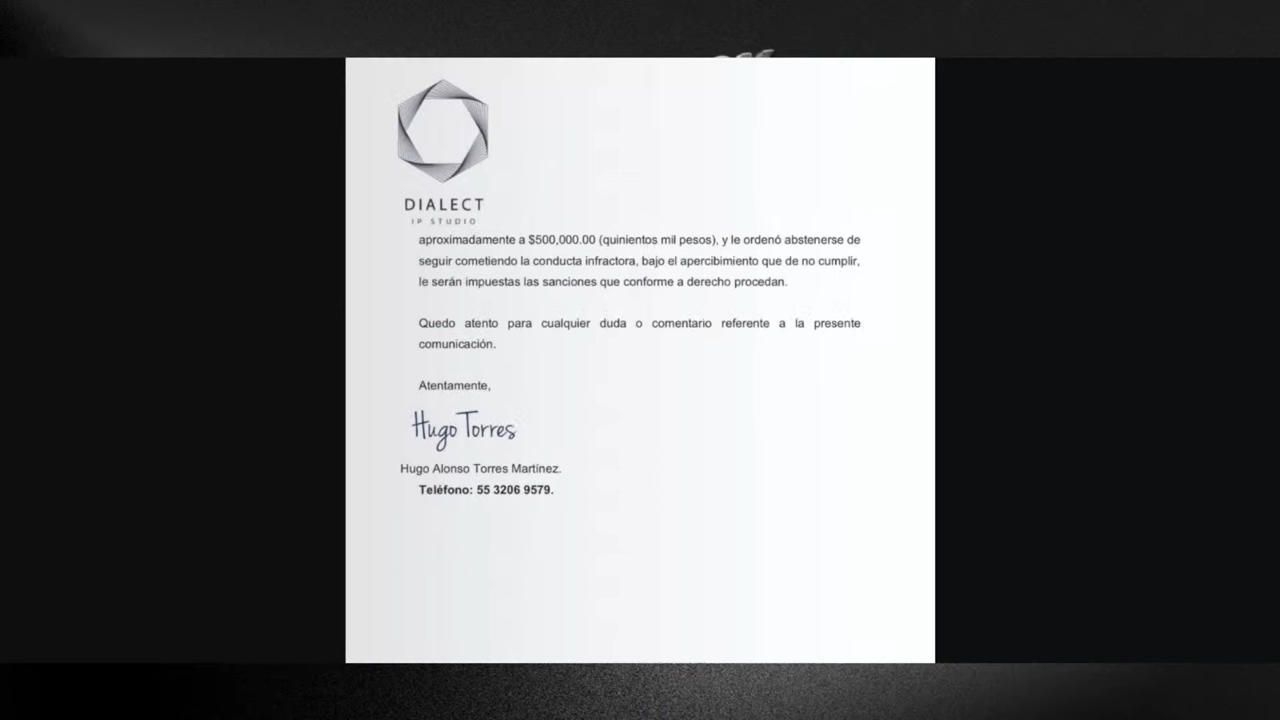 DIALECT
IP STUDIO
aproximadamente a $500,000.00 (quinientos mil pesos), y le ordenó abstenerse de
seguir cometiendo la conducta infractora, bajo el apercibimiento que de no cumplir,
le serán impuestas las sanciones que conforme a derecho procedan.
Quedo atento para cualquier duda o comentario referente a la presente
comunicación.
Atentamente,
Hugo Torres
Hugo Alonso Torres Martínez.
Teléfono: 55 3206 9579.